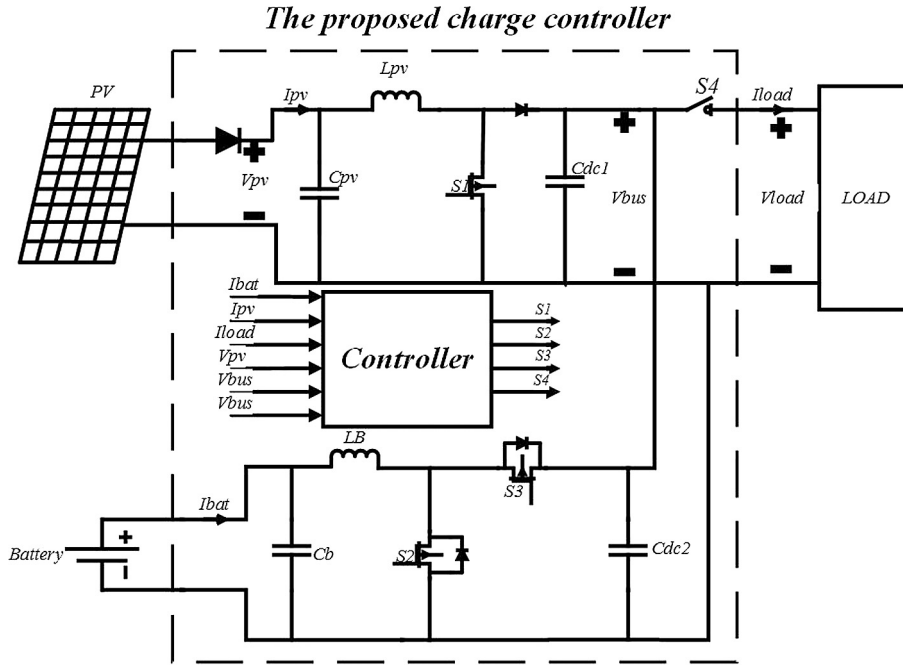 The proposed charge controller
PV
Ipv
Lpv
S4
Iload
Vpv
Cpv
S1
Cdc1
Vbus
Vload
LOAD
Ibat
Ipv
Iload
Vpv
Vbus
Vbus
Controller
S1
S2
S3
S4
LB
S3
Ibat
Battery
Cb
S2
Cdc2